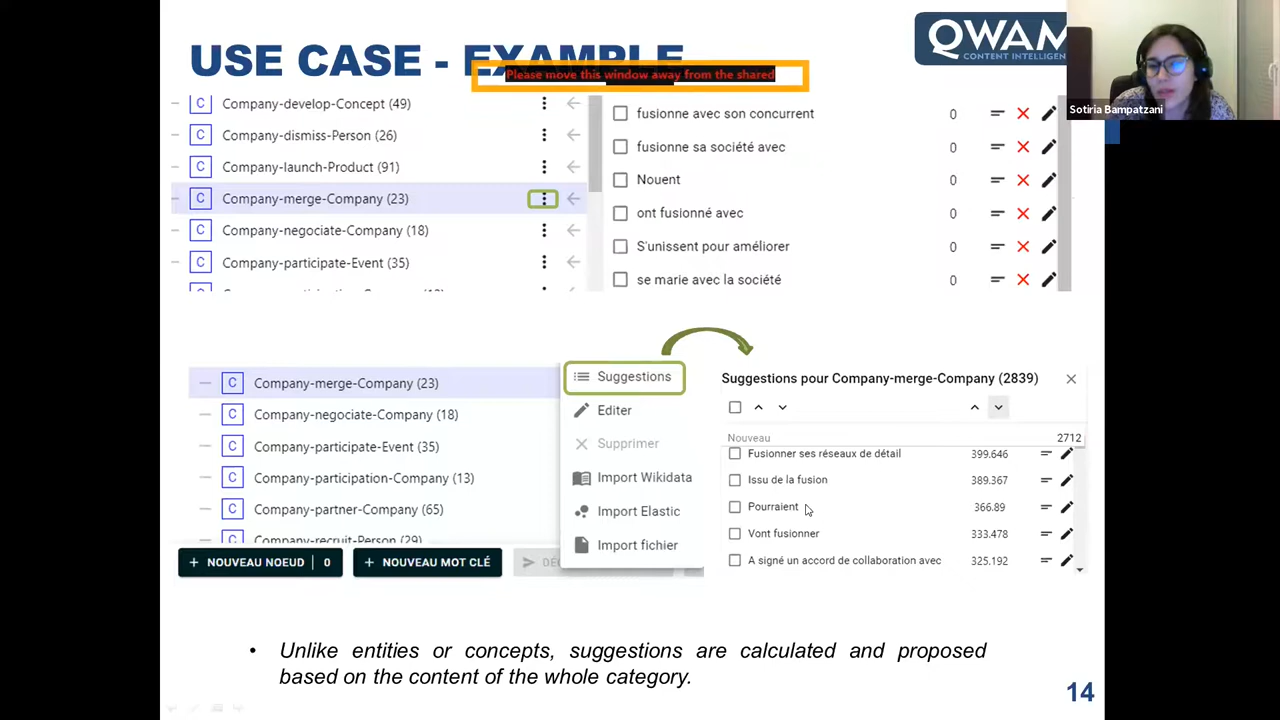 USE CASE - EXAMPLE
Please move this window away from the shared
QWAM
CONTENT INTELLIGEN
Sotiria Bampatzani
C Company-develop-Concept (49)
C Company-dismiss-Person (26)
C Company-launch-Product (91)
C Company-merge-Company (23)
C Company-negociate-Company (18)
C Company-participate-Event (35)
fusionne avec son concurrent 0
fusionne sa société avec 0
Nouent 0
ont fusionné avec 0
S'unissent pour améliorer 0
se marie avec la société 0
C Company-merge-Company (23)
C Company-negociate-Company (18)
C Company-participate-Event (35)
C Company-participation-Company (13)
C Company-partner-Company (65)
C Company-recruit-Person (29)
+ NOUVEAU NOEUD 0
+ NOUVEAU MOT CLÉ
Suggestions
Editer
Supprimer
Import Wikidata
Import Elastic
Import fichier
Suggestions pour Company-merge-Company (2839)
Nouveau 2712
Fusionner ses réseaux de détail 399.646
Issu de la fusion 389.367
Pourraient 366.89
Vont fusionner 333.478
A signé un accord de collaboration avec 325.192
• Unlike entities or concepts, suggestions are calculated and proposed
based on the content of the whole category.
14